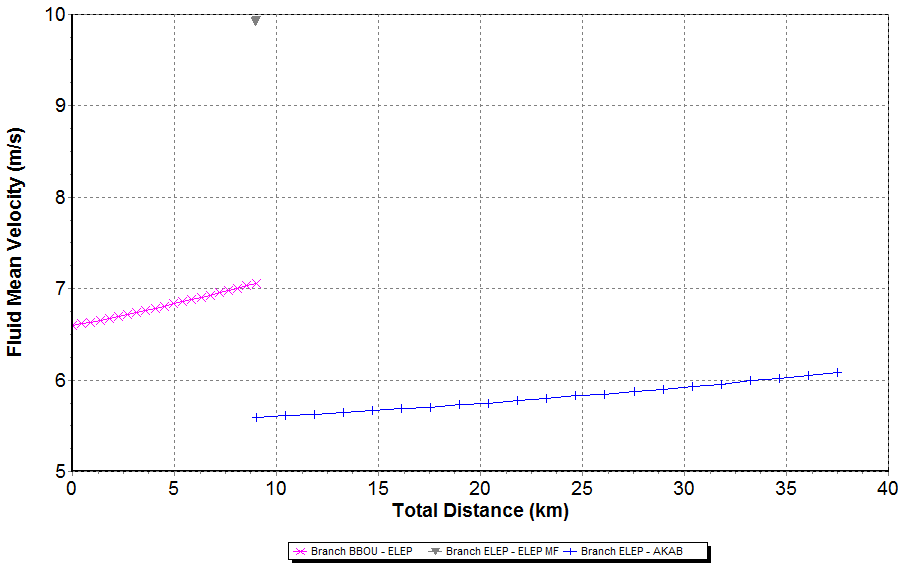 10
9
8
7
6
5
Fluid Mean Velocity (m/s)
0 5 10 15 20 25 30 35 40
Total Distance (km)
Branch BBOU - ELEP Branch ELEP - ELEP MF Branch ELEP - AKAB